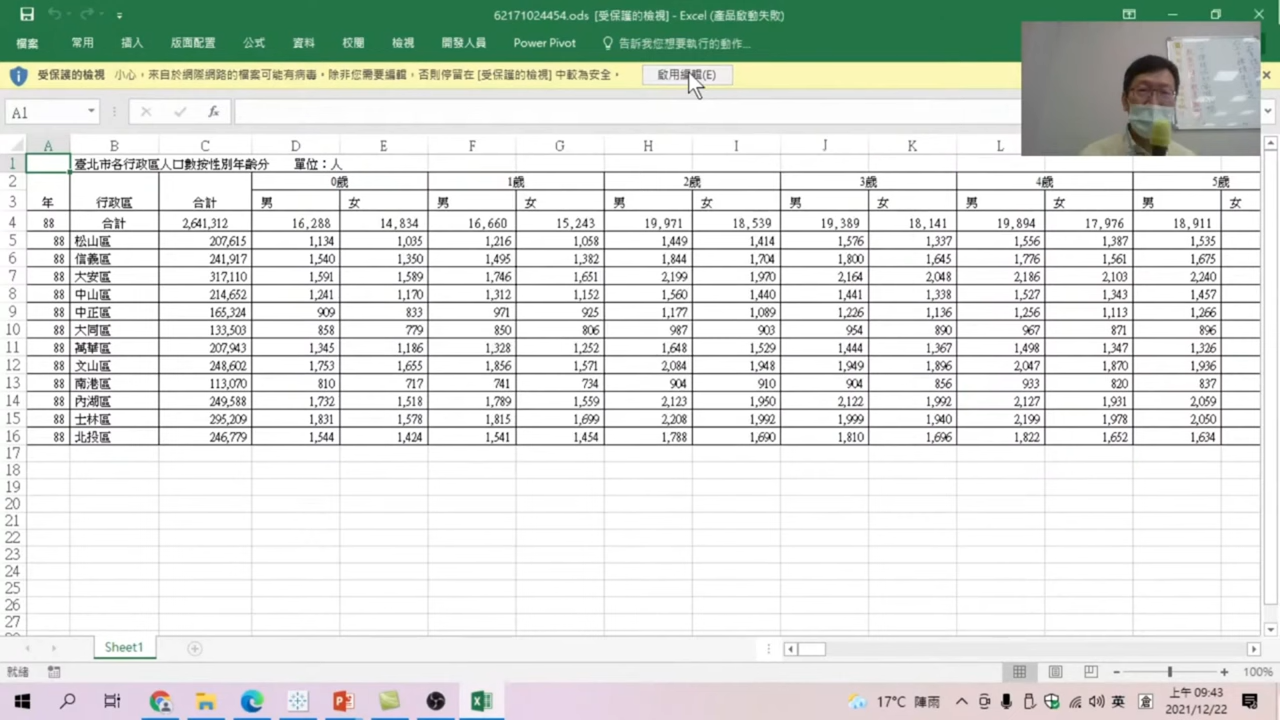 62171024454.ods [受保護的檢視] - Excel (產品啟動失敗)
檔案 常用 插入 版面配置 公式 資料 校閱 檢視 開發人員 Power Pivot 告訴我您想要執行的動作...
受保護的檢視 小心，來自於網際網路的檔案可能有病毒，除非您需要編輯，否則停留在 [受保護的檢視] 中較為安全。 啟用編輯(E)
A1 fx
A B C D E F G H I J K L
1 臺北市各行政區人口數按性別年齡分 單位：人
2 0歲 1歲 2歲 3歲 4歲 5歲
3 年 行政區 合計 男 女 男 女 男 女 男 女 男 女 男 女
4 88 合計 2,641,312 16,288 14,834 16,660 15,243 19,971 18,539 19,389 18,141 19,894 17,976 18,911
5 88 松山區 207,615 1,134 1,035 1,216 1,058 1,449 1,414 1,576 1,337 1,556 1,387 1,535
6 88 信義區 241,917 1,540 1,350 1,495 1,382 1,844 1,704 1,800 1,645 1,776 1,561 1,675
7 88 大安區 317,110 1,591 1,589 1,746 1,651 2,199 1,970 2,164 2,048 2,186 2,103 2,240
8 88 中山區 214,652 1,241 1,170 1,312 1,152 1,560 1,440 1,441 1,338 1,527 1,343 1,457
9 88 中正區 165,324 909 833 971 925 1,177 1,089 1,226 1,136 1,256 1,113 1,266
10 88 大同區 133,503 858 779 850 806 987 903 954 890 967 871 896
11 88 萬華區 207,943 1,345 1,186 1,328 1,252 1,648 1,529 1,444 1,367 1,498 1,347 1,326
12 88 文山區 248,602 1,753 1,655 1,856 1,571 2,084 1,948 1,949 1,896 2,047 1,870 1,936
13 88 南港區 113,070 810 717 741 734 904 910 904 856 933 820 837
14 88 內湖區 249,588 1,732 1,518 1,789 1,559 2,123 1,950 2,122 1,992 2,127 1,931 2,059
15 88 士林區 295,209 1,831 1,578 1,815 1,699 2,208 1,992 1,999 1,940 2,199 1,978 2,050
16 88 北投區 246,779 1,544 1,424 1,541 1,454 1,788 1,690 1,810 1,696 1,822 1,652 1,634
17
18
19
20
21
22
23
24
25
26
27
Sheet1
就緒 100%
17°C 陣雨 英 上午 09:43
2021/12/22